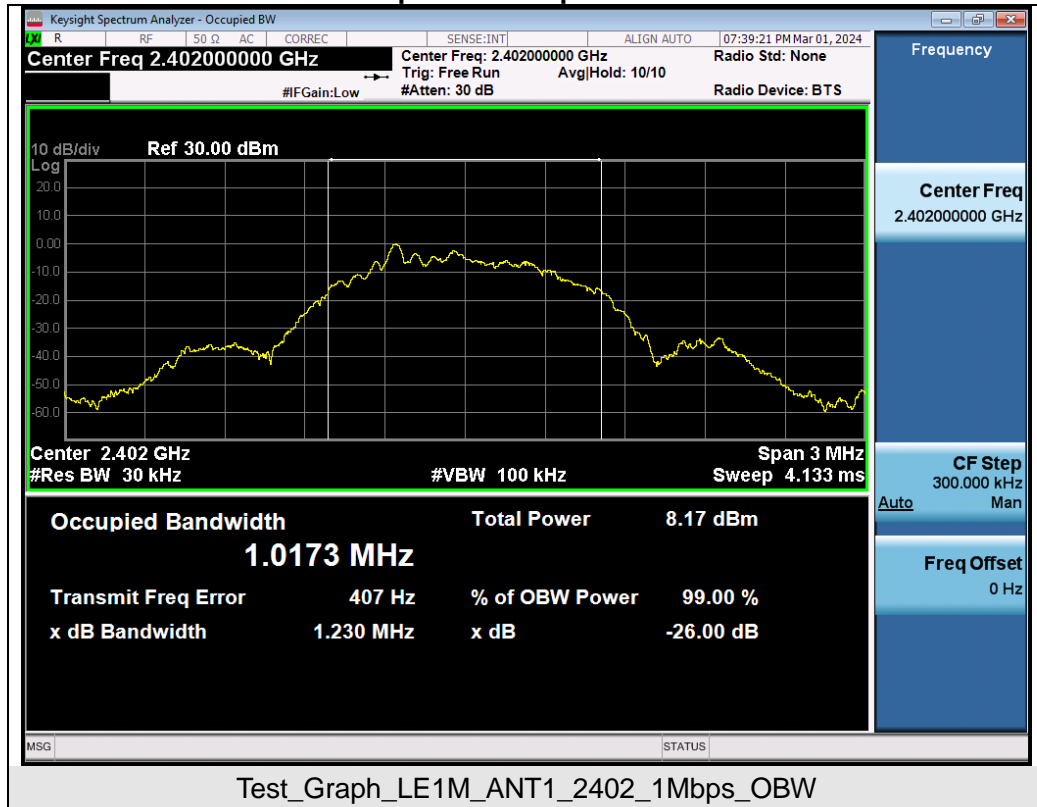 Keysight Spectrum Analyzer - Occupied BW
LXI R RF 50 Ω AC CORREC SENSE:INT ALIGN AUTO 07:39:21 PM Mar 01, 2024
Center Freq 2.402000000 GHz
Center Freq: 2.402000000 GHz Radio Std: None
Trig: Free Run Avg|Hold: 10/10
#IFGain:Low #Atten: 30 dB Radio Device: BTS
Frequency
10 dB/div Ref 30.00 dBm
Log
20.0
10.0
0.00
-10.0
-20.0
-30.0
-40.0
-50.0
-60.0
Center 2.402 GHz Span 3 MHz
#Res BW 30 kHz #VBW 100 kHz Sweep 4.133 ms
Center Freq
2.402000000 GHz
CF Step
300.000 kHz
Auto Man
Freq Offset
0 Hz
Occupied Bandwidth Total Power 8.17 dBm
1.0173 MHz
Transmit Freq Error 407 Hz % of OBW Power 99.00 %
x dB Bandwidth 1.230 MHz x dB -26.00 dB
MSG STATUS
Test_Graph_LE1M_ANT1_2402_1Mbps_OBW